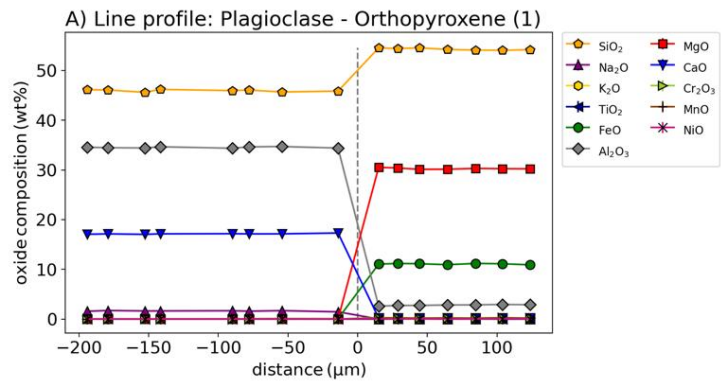 A) Line profile: Plagioclase - Orthopyroxene (1)
oxide composition (wt%)
50
40
30
20
10
0
−200
−150
−100
−50
0
50
100
distance (μm)
SiO₂
Na₂O
K₂O
TiO₂
FeO
Al₂O₃
MgO
CaO
Cr₂O₃
MnO
NiO